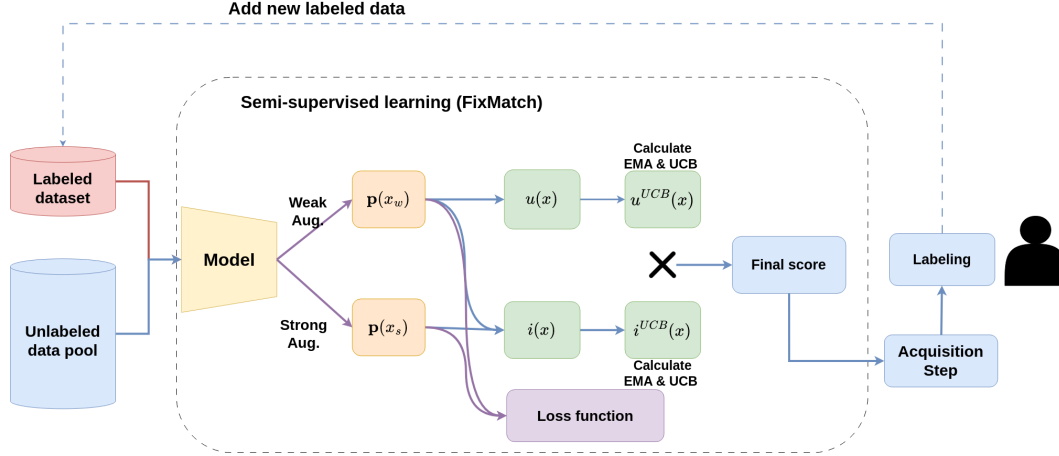 Add new labeled data
Semi-supervised learning (FixMatch)
Labeled
dataset
Unlabeled
data pool
Model
Weak
Aug.
Strong
Aug.
p(x_w)
p(x_s)
u(x)
i(x)
Calculate
EMA & UCB
u^{UCB}(x)
i^{UCB}(x)
Calculate
EMA & UCB
Loss function
Final score
Labeling
Acquisition
Step